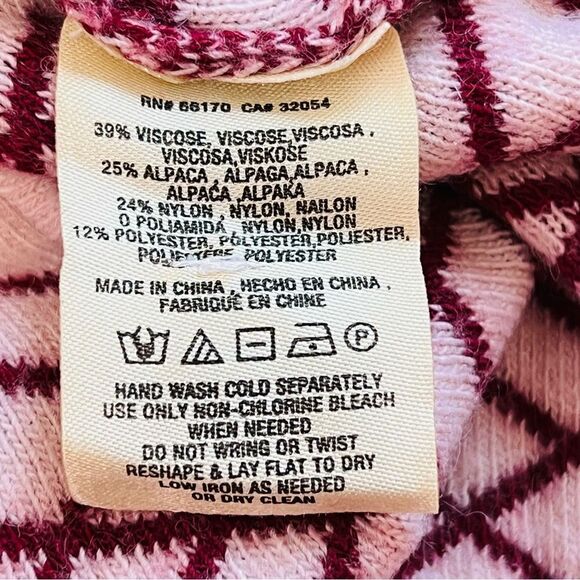 RN# 66170 CA# 32054
39% VISCOSE, VISCOSE,VISCOSA ,
VISCOSA,VISKOSE
25% ALPACA , ALPAGA,ALPACA ,
ALPACA,ALPAKA
24% NYLON , NYLON, NAILON
O POLIAMIDA , NYLON,NYLON
12% POLYESTER, POLYESTER,POLIESTER,
POLYESTER
MADE IN CHINA , HECHO EN CHINA ,
FABRIQUÉ EN CHINE
P
HAND WASH COLD SEPARATELY
USE ONLY NON-CHLORINE BLEACH
WHEN NEEDED
DO NOT WRING OR TWIST
RESHAPE & LAY FLAT TO DRY
LOW IRON AS NEEDED
OR DRY CLEAN